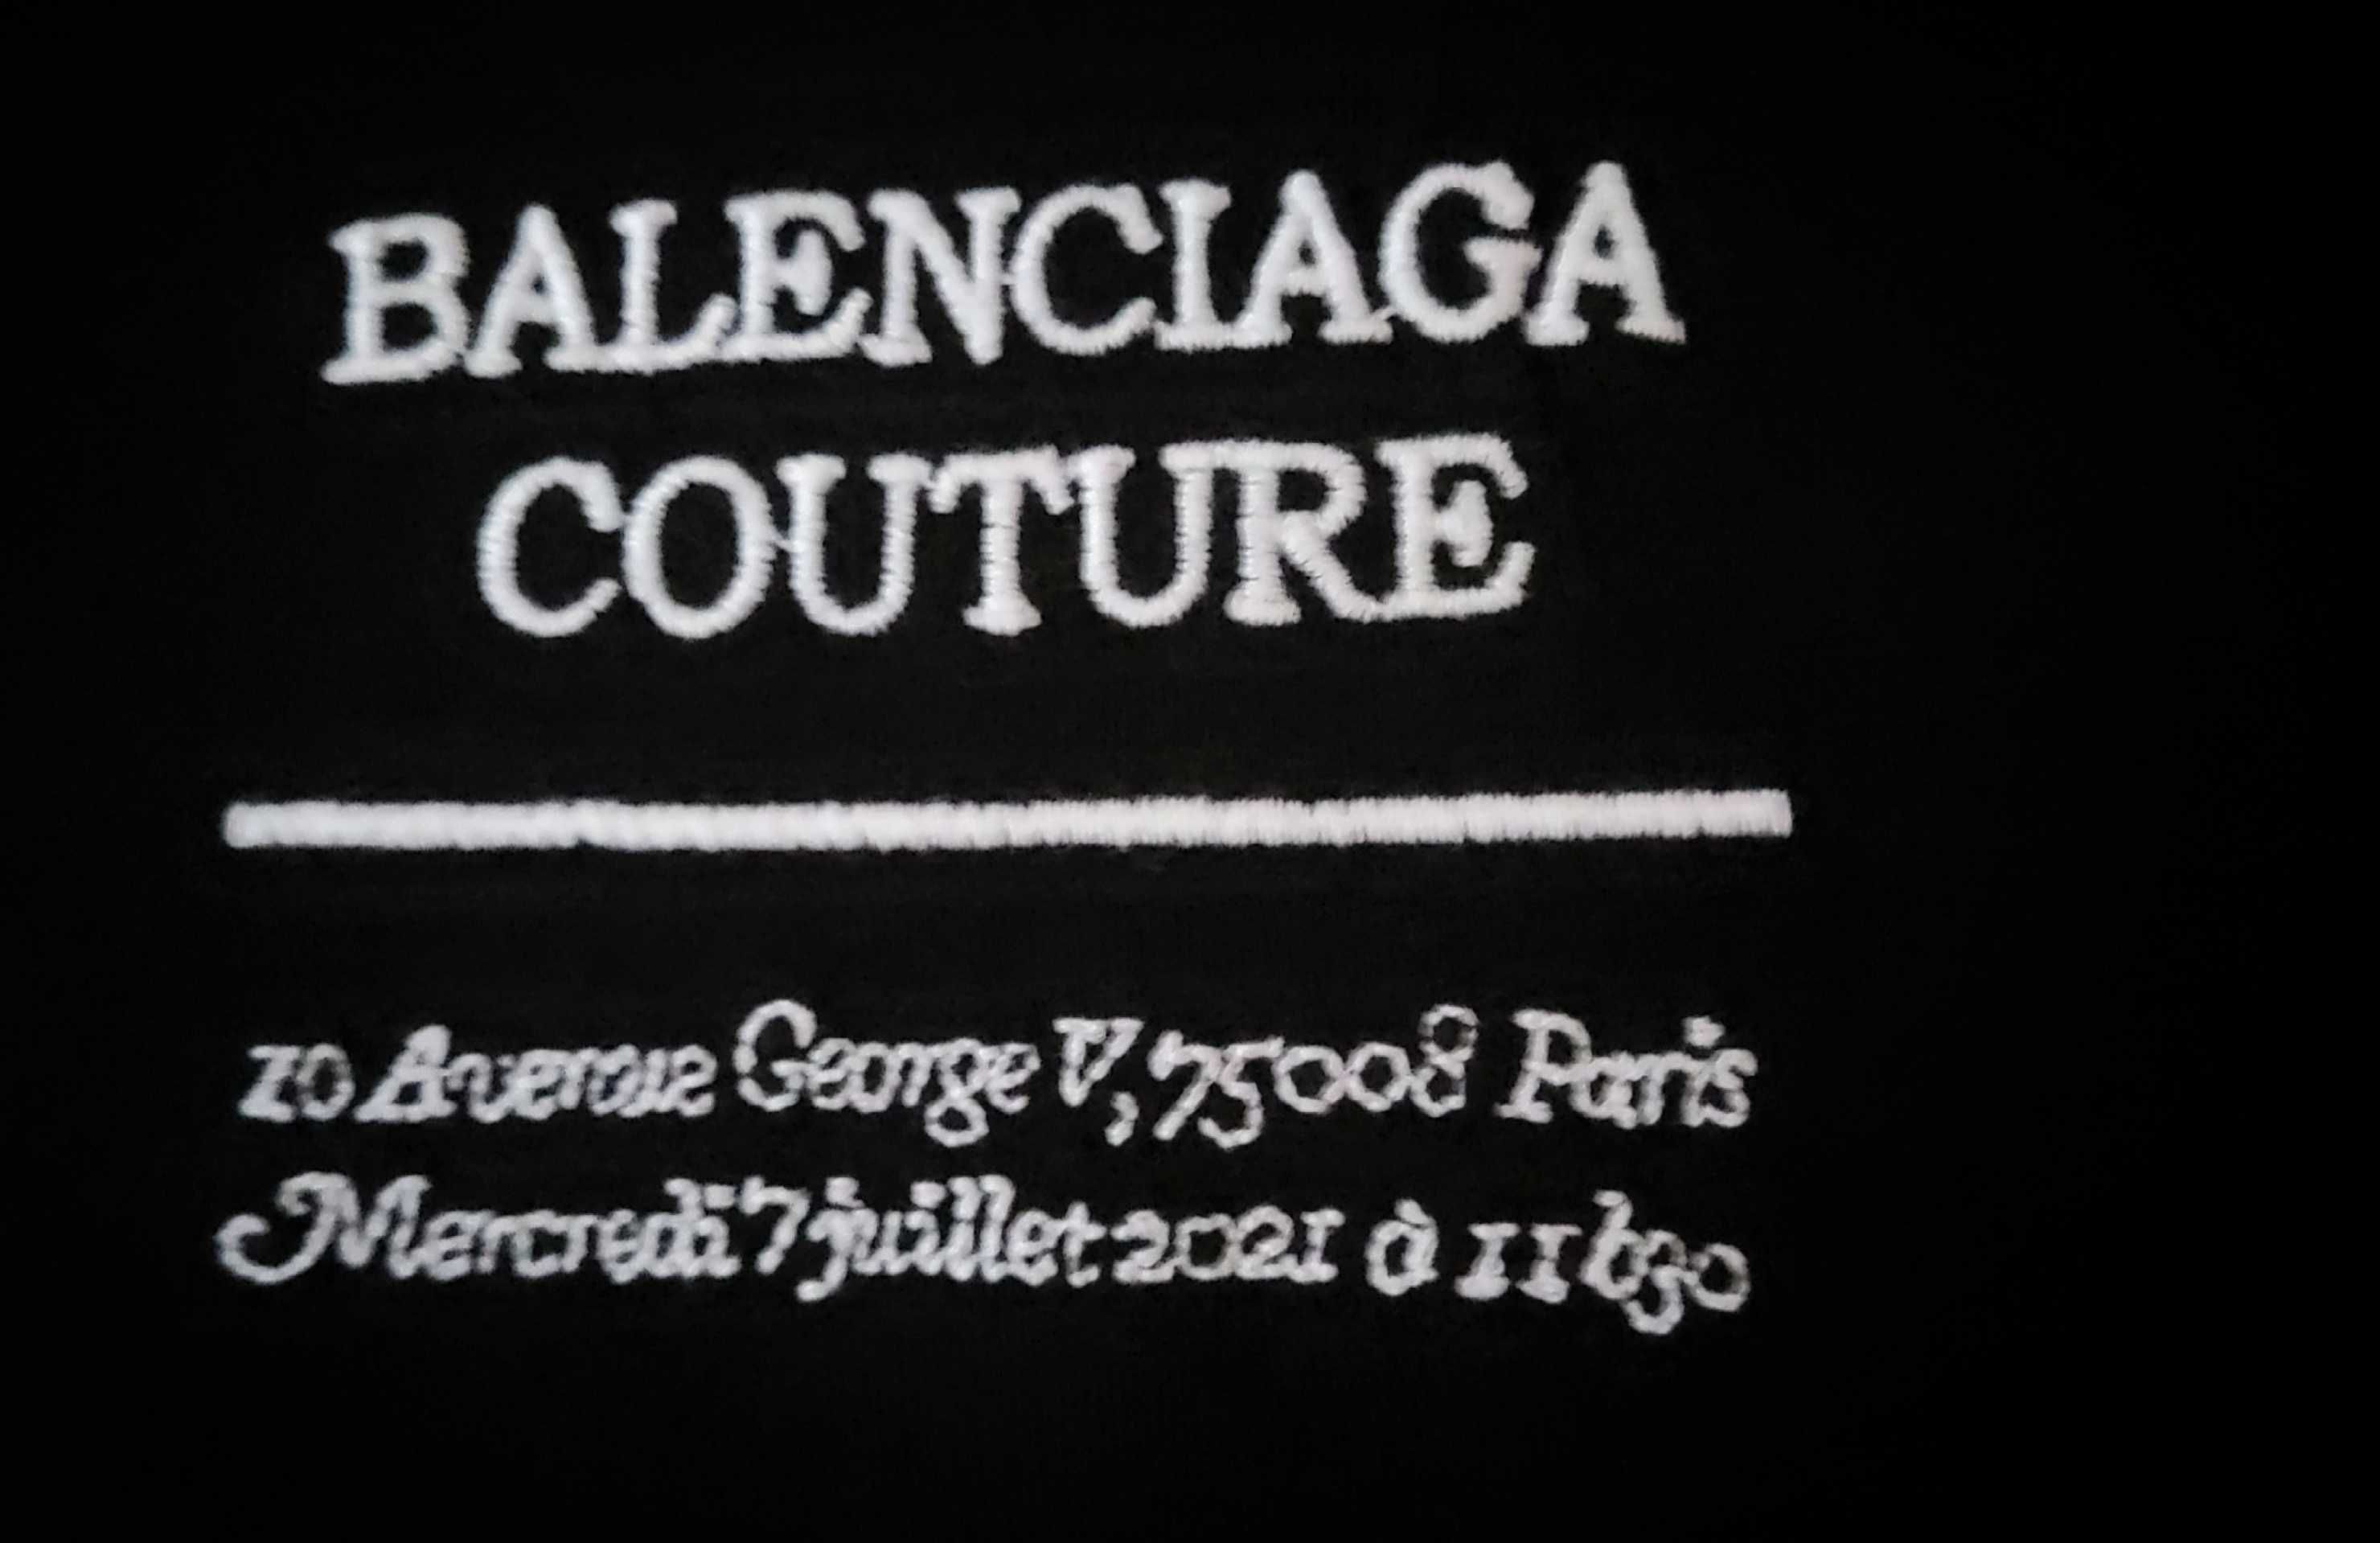 BALENCIAGA
COUTURE
10 Avenue George V, 75008 Paris
Mercredi 7 juillet 2021 à 11h30